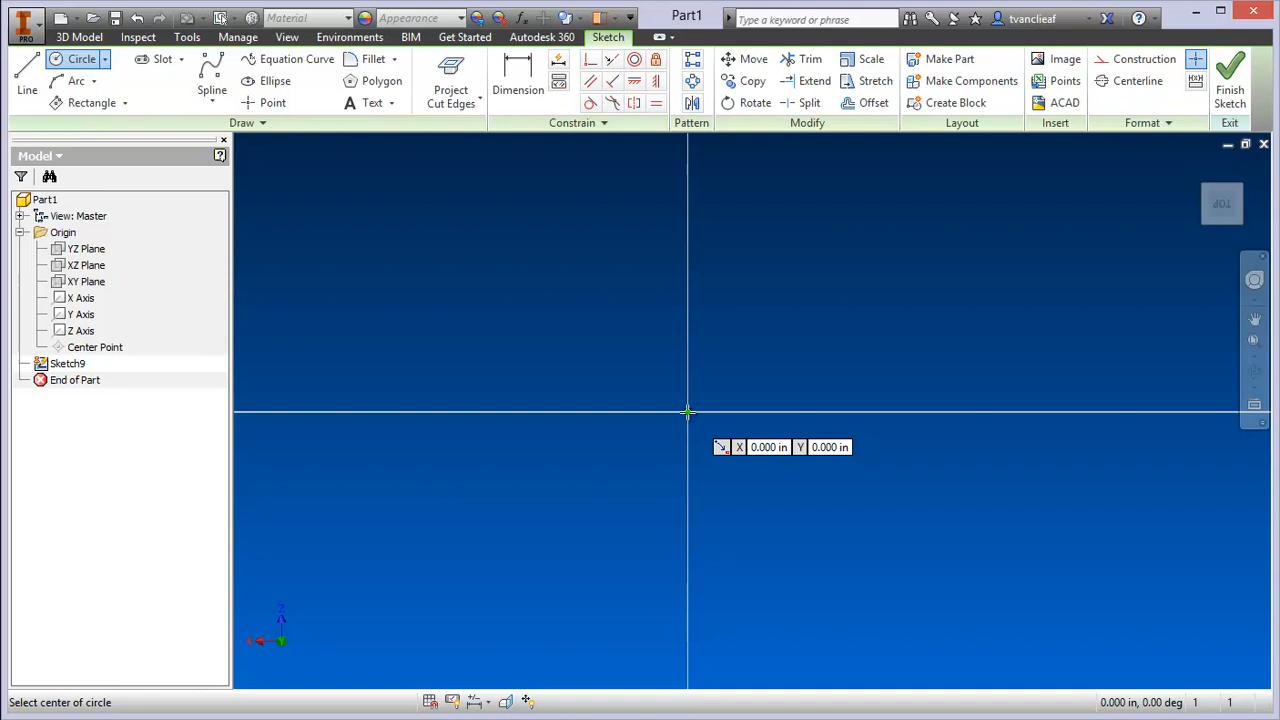 Material
Appearance
Part1
Type a keyword or phrase
tvancleaf
PRO
3D Model
Inspect
Tools
Manage
View
Environments
BIM
Get Started
Autodesk 360
Sketch
Line
Circle
Arc
Rectangle
Slot
Spline
Equation Curve
Ellipse
Point
Fillet
Polygon
Text
Project
Cut Edges
Dimension
Move
Copy
Rotate
Trim
Extend
Split
Scale
Stretch
Offset
Make Part
Make Components
Create Block
Image
Points
ACAD
Construction
Centerline
Finish
Sketch
Draw
Constrain
Pattern
Modify
Layout
Insert
Format
Exit
Model
Part1
View: Master
Origin
YZ Plane
XZ Plane
XY Plane
X Axis
Y Axis
Z Axis
Center Point
Sketch9
End of Part
TOP
X 0.000 in Y 0.000 in
Z
X
Y
Select center of circle
0.000 in, 0.00 deg 1 1